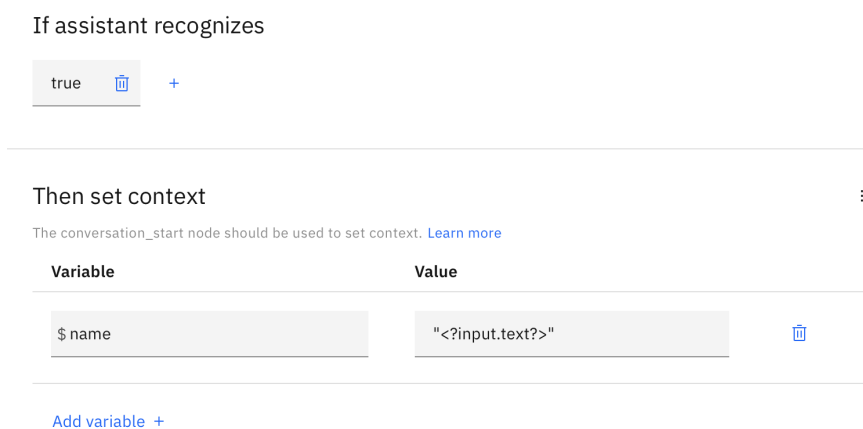 If assistant recognizes
true
+
Then set context
The conversation_start node should be used to set context. Learn more
Variable Value
$ name "<?input.text?>"
Add variable +